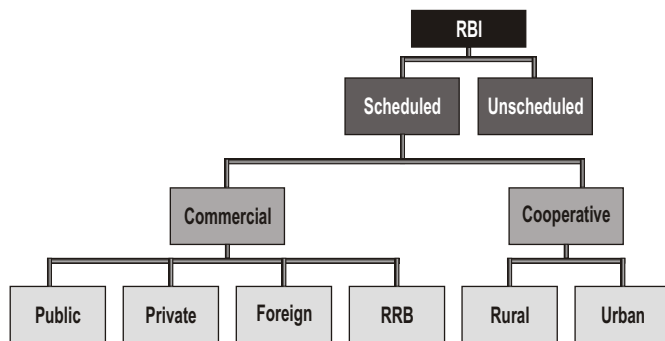 RBI
Scheduled
Unscheduled
Commercial
Cooperative
Public
Private
Foreign
RRB
Rural
Urban